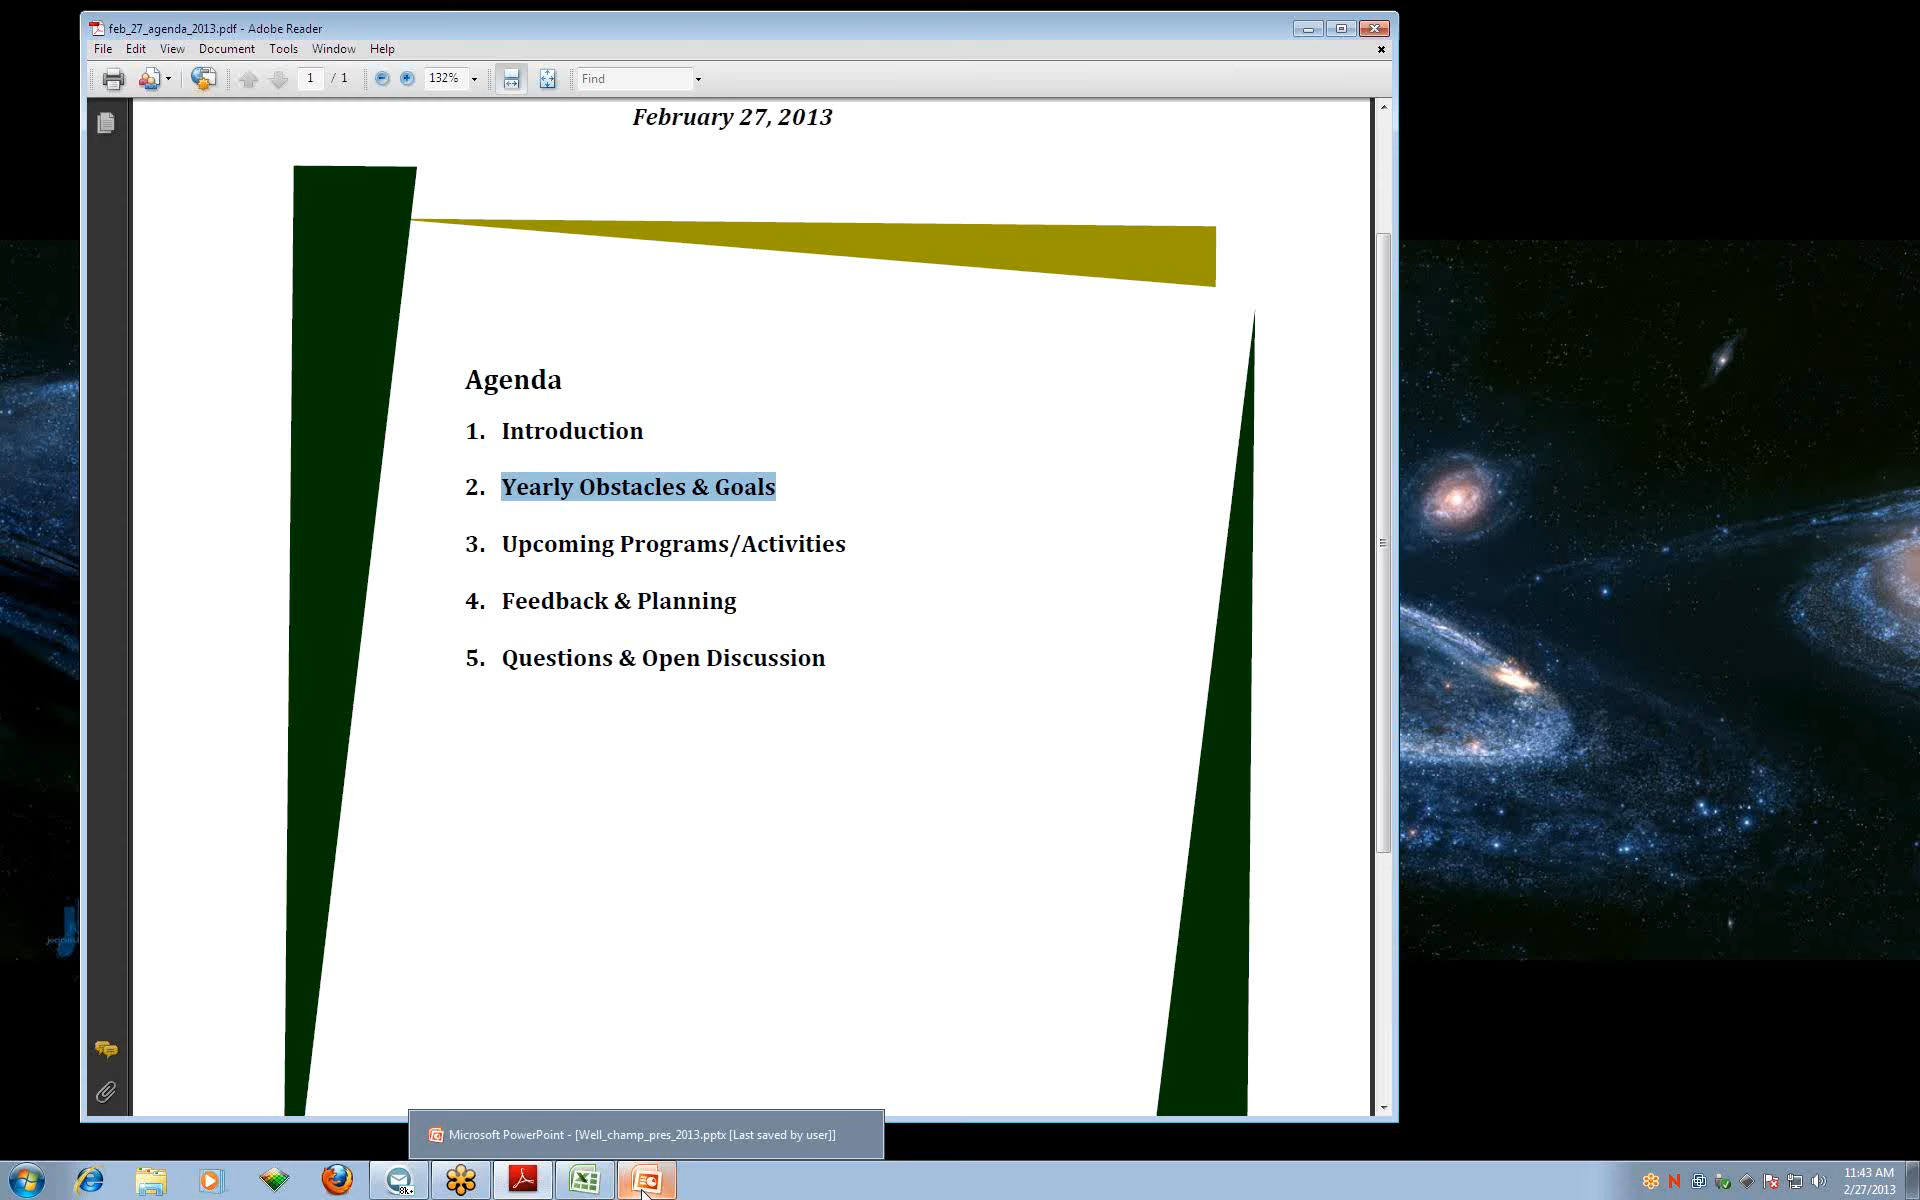 feb_27_agenda_2013.pdf - Adobe Reader
File Edit View Document Tools Window Help
1 / 1 132% Find
February 27, 2013
Agenda
1. Introduction
2. Yearly Obstacles & Goals
3. Upcoming Programs/Activities
4. Feedback & Planning
5. Questions & Open Discussion
Microsoft PowerPoint - [Well_champ_pres_2013.pptx [Last saved by user]]
8k+
11:43 AM
2/27/2013